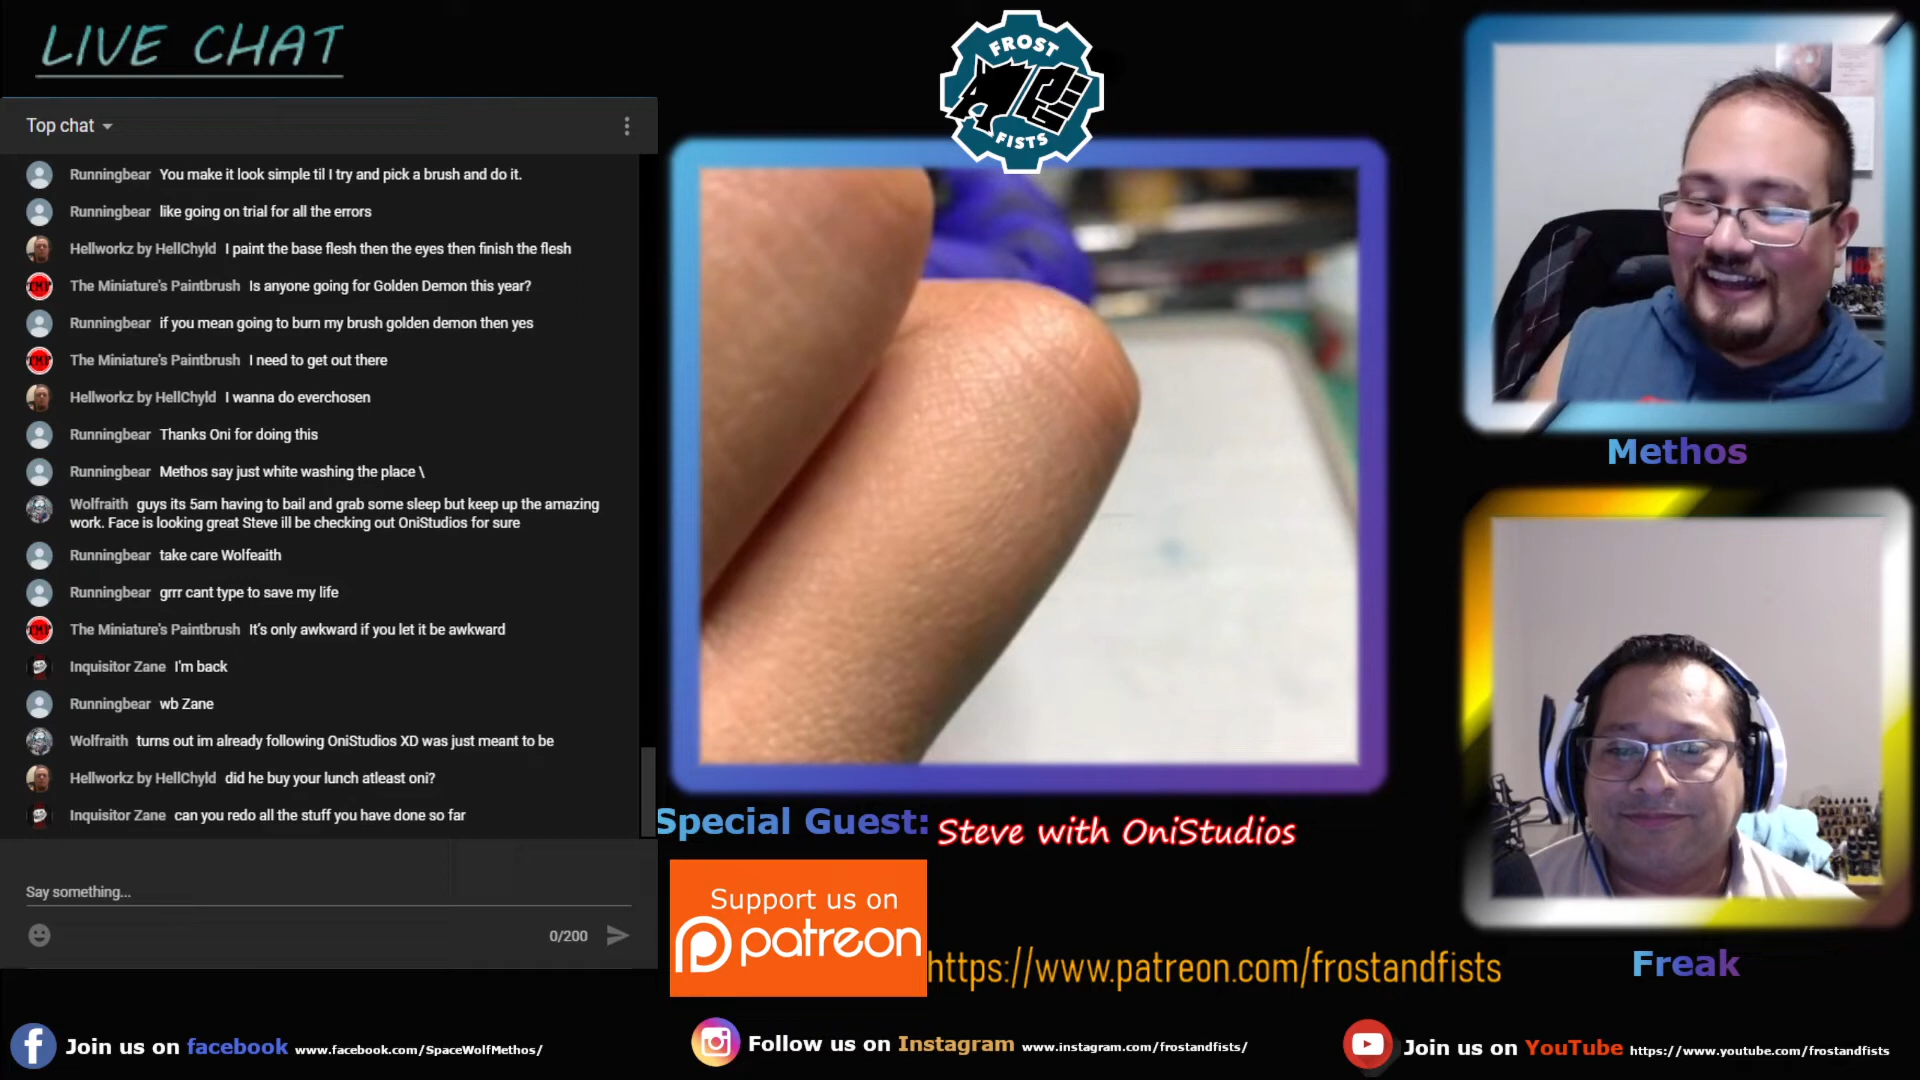 LIVE CHAT
Top chat
Runningbear You make it look simple til I try and pick a brush and do it.
Runningbear like going on trial for all the errors
Hellworkz by HellChyld I paint the base flesh then the eyes then finish the flesh
The Miniature's Paintbrush Is anyone going for Golden Demon this year?
Runningbear if you mean going to burn my brush golden demon then yes
The Miniature's Paintbrush I need to get out there
Hellworkz by HellChyld I wanna do everchosen
Runningbear Thanks Oni for doing this
Runningbear Methos say just white washing the place \
Wolfraith guys its 5am having to bail and grab some sleep but keep up the amazing
work. Face is looking great Steve ill be checking out OniStudios for sure
Runningbear take care Wolfeaith
Runningbear grrr cant type to save my life
The Miniature's Paintbrush It's only awkward if you let it be awkward
Inquisitor Zane I'm back
Runningbear wb Zane
Wolfraith turns out im already following OniStudios XD was just meant to be
Hellworkz by HellChyld did he buy your lunch atleast oni?
Inquisitor Zane can you redo all the stuff you have done so far
Say something...
0/200
FROST
FISTS
Methos
Special Guest: Steve with OniStudios
Support us on
patreon
https://www.patreon.com/frostandfists
Freak
Join us on facebook www.facebook.com/SpaceWolfMethos/
Follow us on Instagram www.instagram.com/frostandfists/
Join us on YouTube https://www.youtube.com/frostandfists